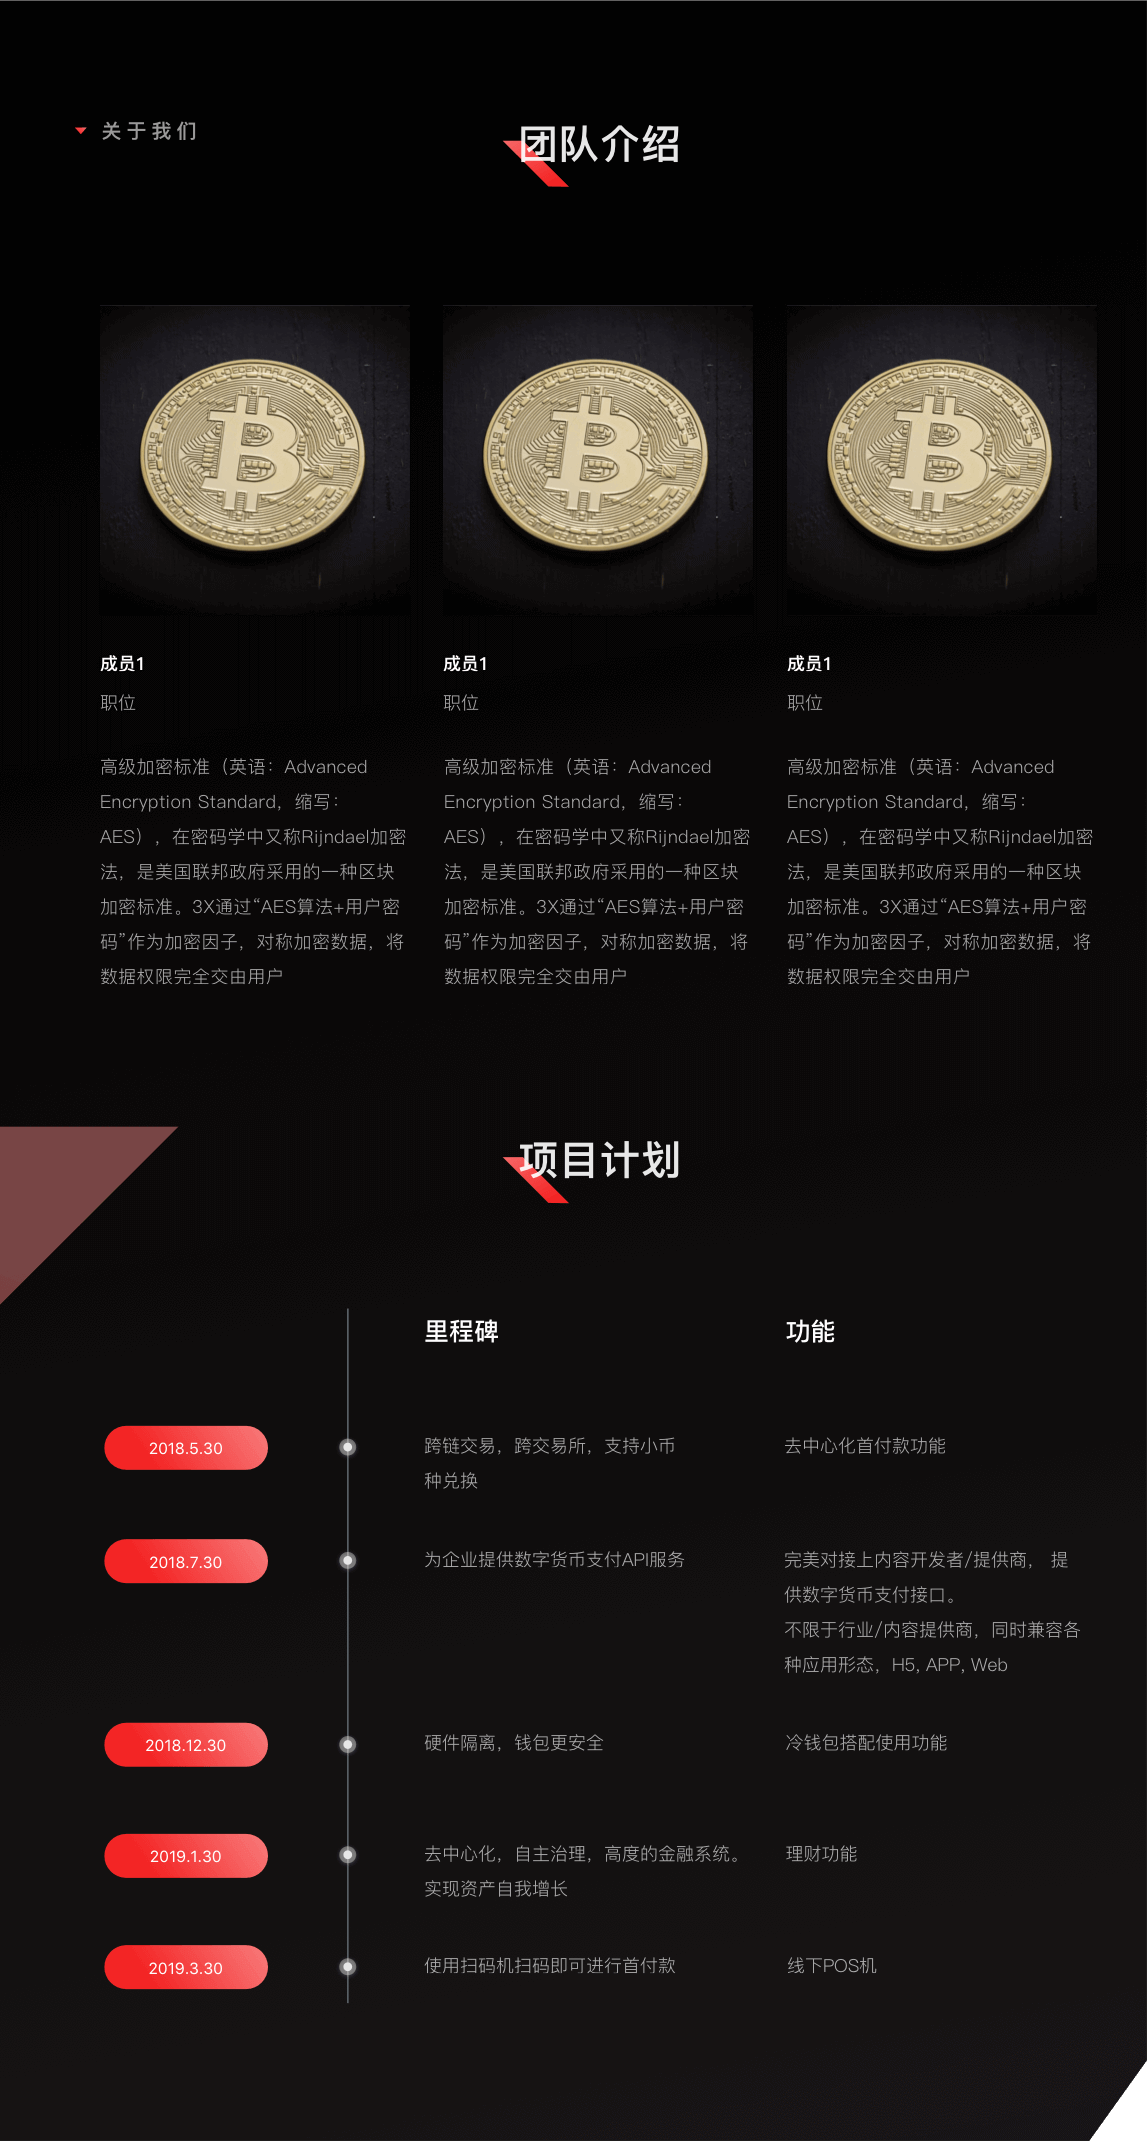 关于我们
团队介绍
成员1
职位
高级加密标准（英语：Advanced
Encryption Standard，缩写：
AES），在密码学中又称Rijndael加密
法，是美国联邦政府采用的一种区块
加密标准。3X通过“AES算法+用户密
码”作为加密因子，对称加密数据，将
数据权限完全交由用户
成员1
职位
高级加密标准（英语：Advanced
Encryption Standard，缩写：
AES），在密码学中又称Rijndael加密
法，是美国联邦政府采用的一种区块
加密标准。3X通过“AES算法+用户密
码”作为加密因子，对称加密数据，将
数据权限完全交由用户
成员1
职位
高级加密标准（英语：Advanced
Encryption Standard，缩写：
AES），在密码学中又称Rijndael加密
法，是美国联邦政府采用的一种区块
加密标准。3X通过“AES算法+用户密
码”作为加密因子，对称加密数据，将
数据权限完全交由用户
项目计划
里程碑
功能
2018.5.30
跨链交易，跨交易所，支持小币
种兑换
去中心化首付款功能
2018.7.30
为企业提供数字货币支付API服务
完美对接上内容开发者/提供商， 提
供数字货币支付接口。
不限于行业/内容提供商，同时兼容各
种应用形态，H5, APP, Web
2018.12.30
硬件隔离，钱包更安全
冷钱包搭配使用功能
2019.1.30
去中心化，自主治理，高度的金融系统。
实现资产自我增长
理财功能
2019.3.30
使用扫码机扫码即可进行首付款
线下POS机